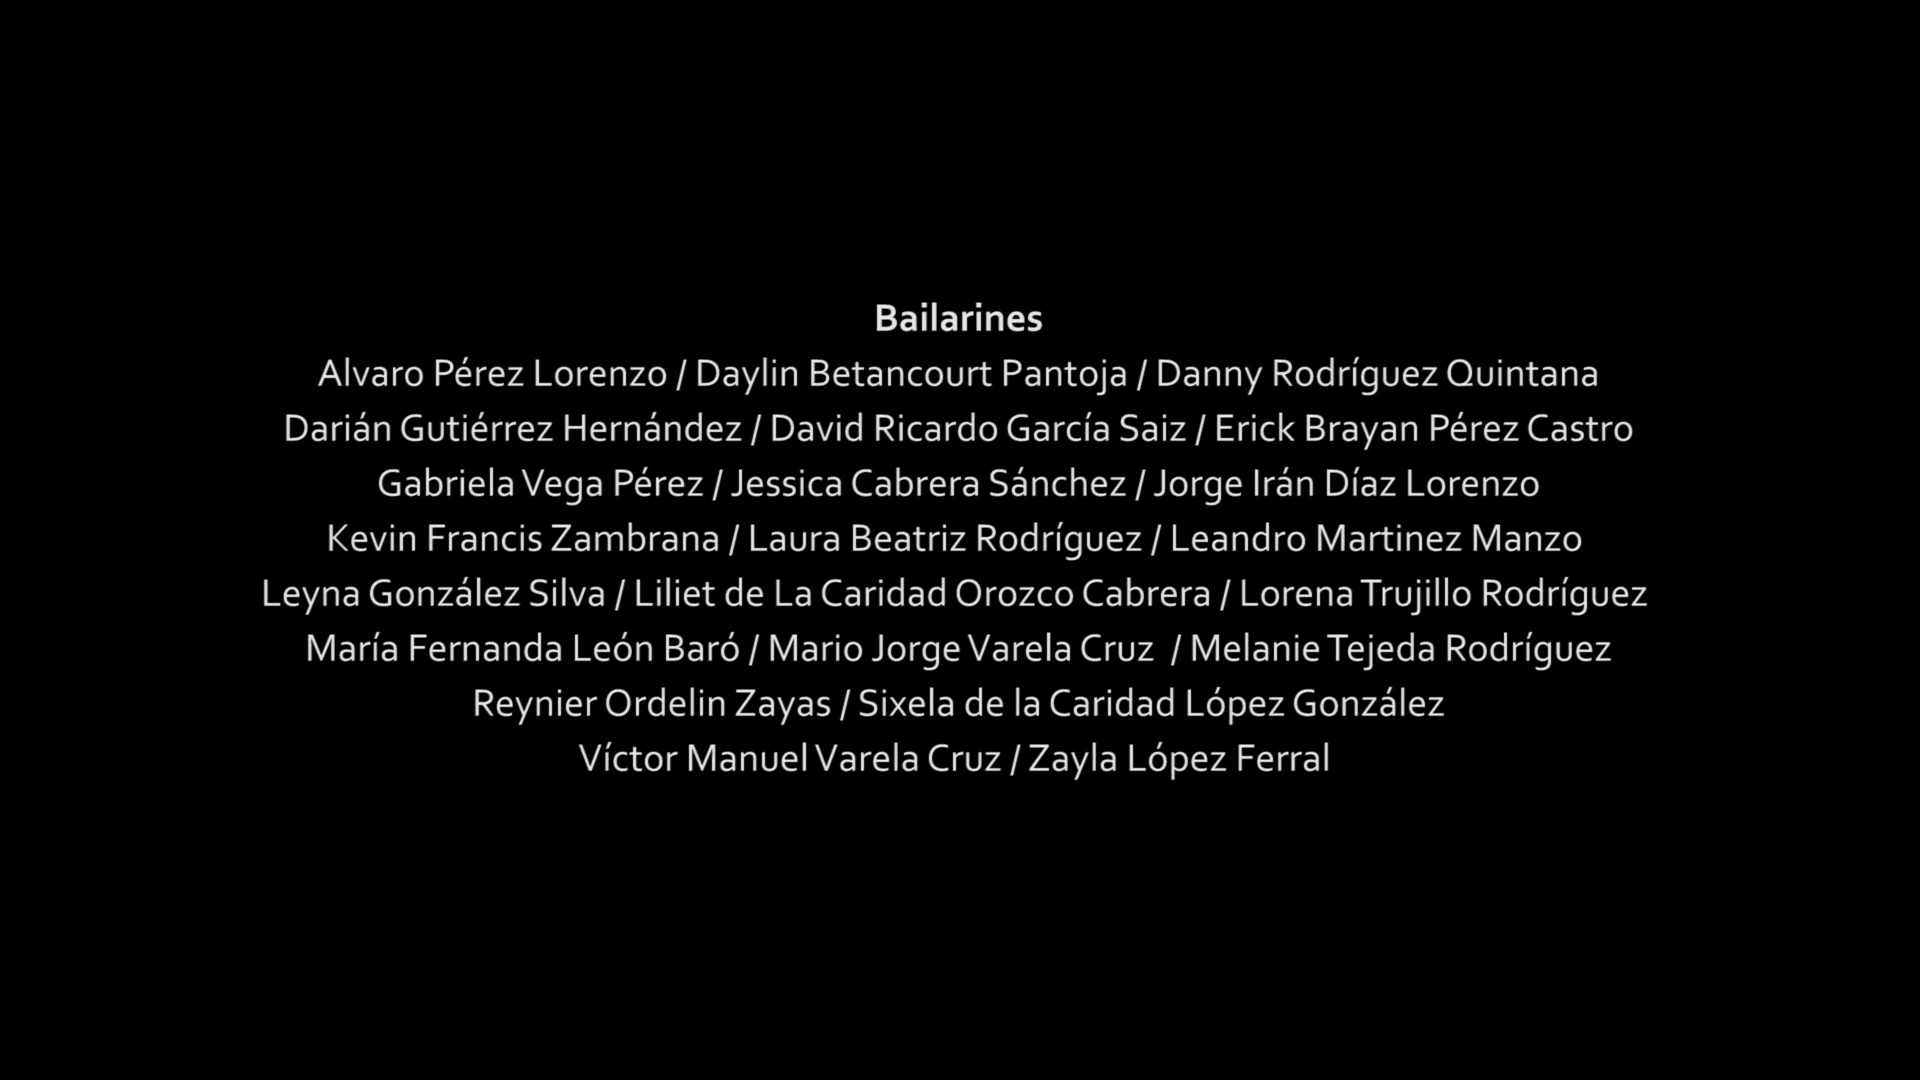 Bailarines
Alvaro Pérez Lorenzo / Daylin Betancourt Pantoja / Danny Rodríguez Quintana
Darián Gutiérrez Hernández / David Ricardo García Saiz / Erick Brayan Pérez Castro
Gabriela Vega Pérez / Jessica Cabrera Sánchez / Jorge Irán Díaz Lorenzo
Kevin Francis Zambrana / Laura Beatriz Rodríguez / Leandro Martinez Manzo
Leyna González Silva / Liliet de La Caridad Orozco Cabrera / Lorena Trujillo Rodríguez
María Fernanda León Baró / Mario Jorge Varela Cruz  / Melanie Tejeda Rodríguez
Reynier Ordelin Zayas / Sixela de la Caridad López González
Víctor Manuel Varela Cruz / Zayla López Ferral